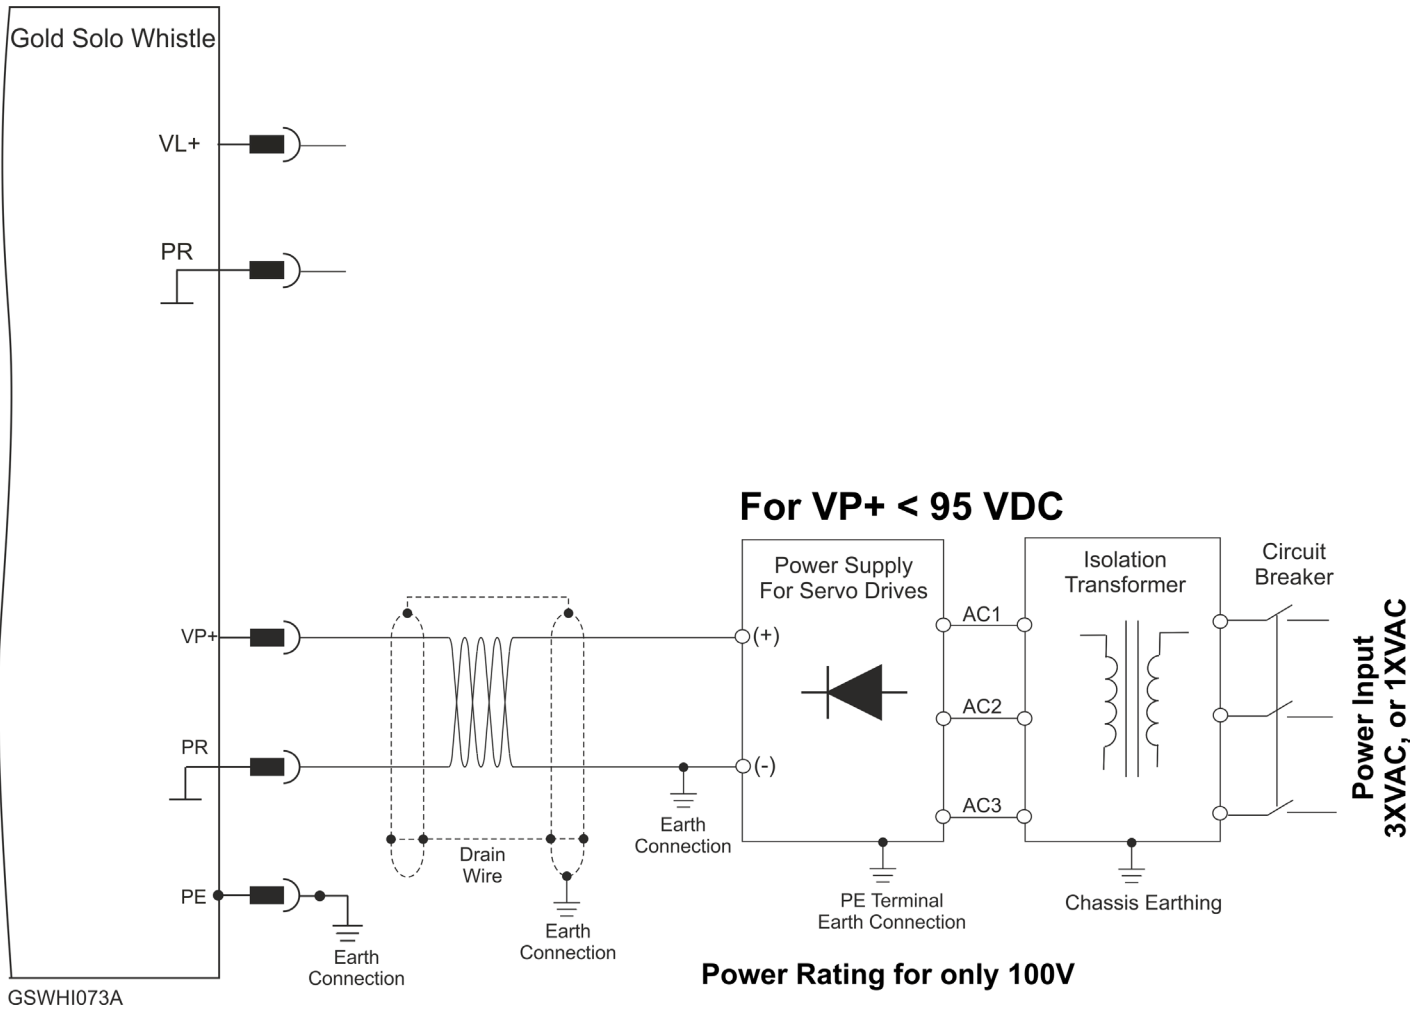 Gold Solo Whistle
VL+
PR
For VP+ < 95 VDC
Power Supply
For Servo Drives
Isolation
Transformer
Circuit
Breaker
AC1
VP+
(+)
AC2
Power Input
3XVAC, or 1XVAC
PR
(-)
AC3
Earth
Connection
Drain
Wire
PE
PE Terminal
Earth Connection
Chassis Earthing
Earth
Connection
Earth
Connection
Power Rating for only 100V
GSWHI073A